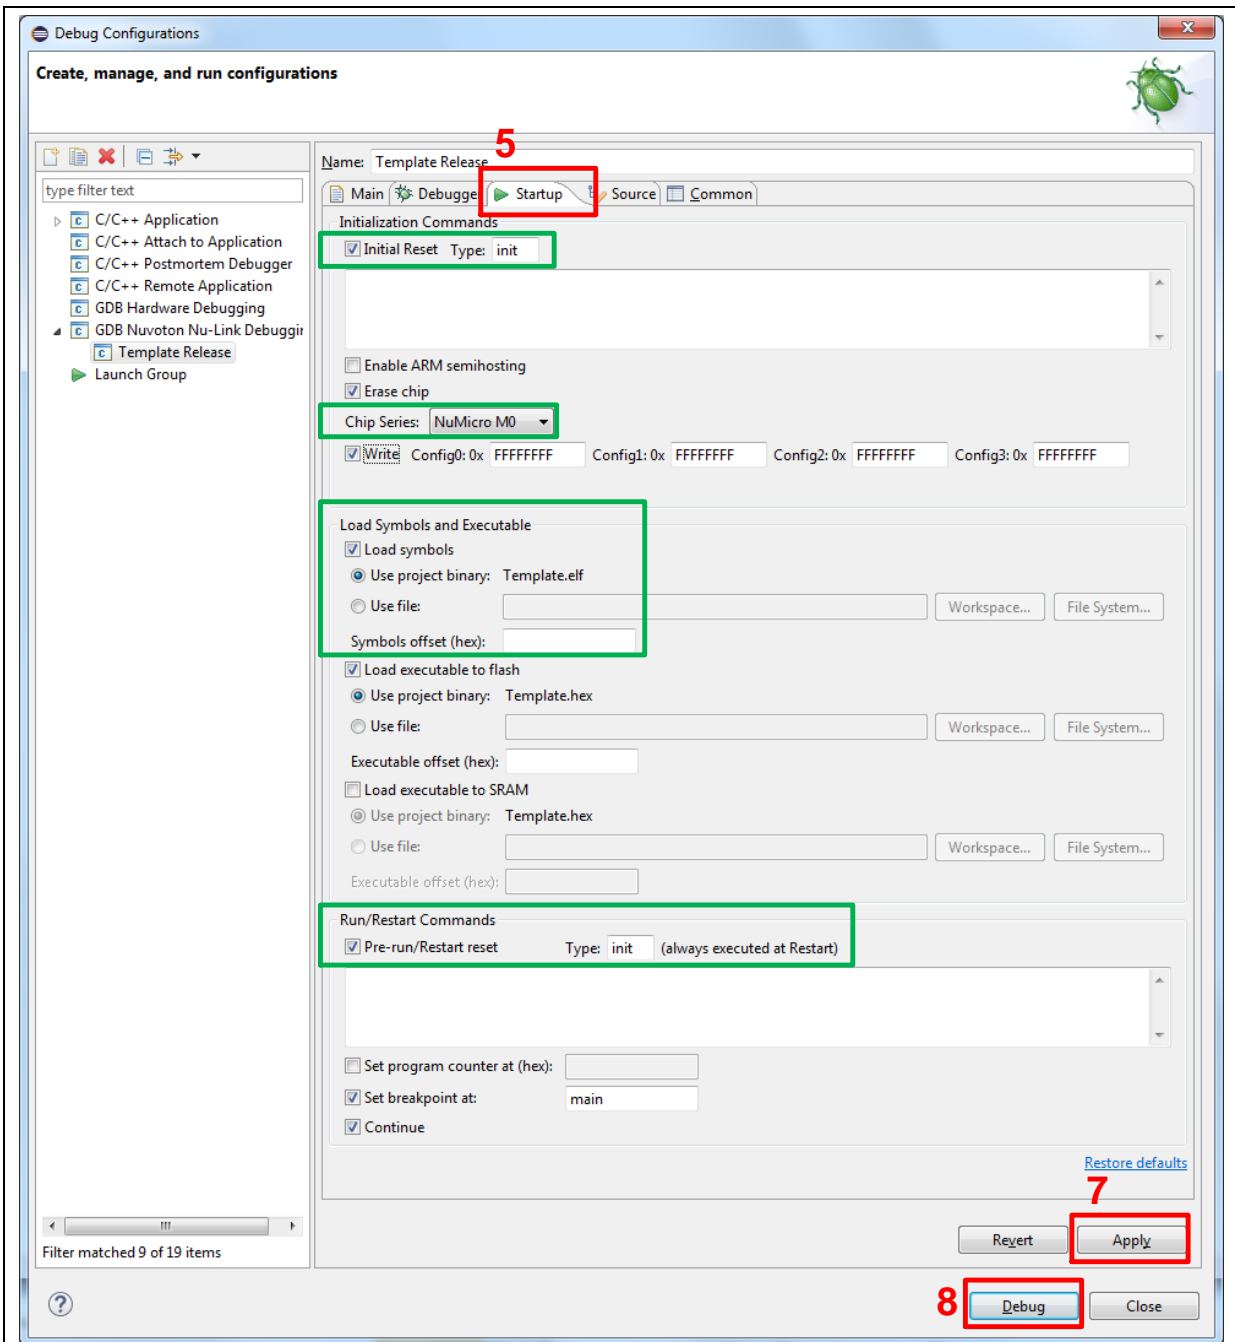 Debug Configurations
X
Create, manage, and run configurations
5
Name: Template Release
type filter text
Main Debugger Startup Source Common
C/C++ Application
C/C++ Attach to Application
C/C++ Postmortem Debugger
C/C++ Remote Application
GDB Hardware Debugging
GDB Nuvoton Nu-Link Debuggin
Template Release
Launch Group
Initialization Commands
Initial Reset Type: init
Enable ARM semihosting
Erase chip
Chip Series: NuMicro M0
Write Config0: 0x FFFFFFFF Config1: 0x FFFFFFFF Config2: 0x FFFFFFFF Config3: 0x FFFFFFFF
Load Symbols and Executable
Load symbols
Use project binary: Template.elf
Use file: Workspace... File System...
Symbols offset (hex):
Load executable to flash
Use project binary: Template.hex
Use file: Workspace... File System...
Executable offset (hex):
Load executable to SRAM
Use project binary: Template.hex
Use file: Workspace... File System...
Executable offset (hex):
Run/Restart Commands
Pre-run/Restart reset Type: init (always executed at Restart)
Set program counter at (hex):
Set breakpoint at: main
Continue
Restore defaults
7
Filter matched 9 of 19 items
Revert Apply
?
8
Debug Close